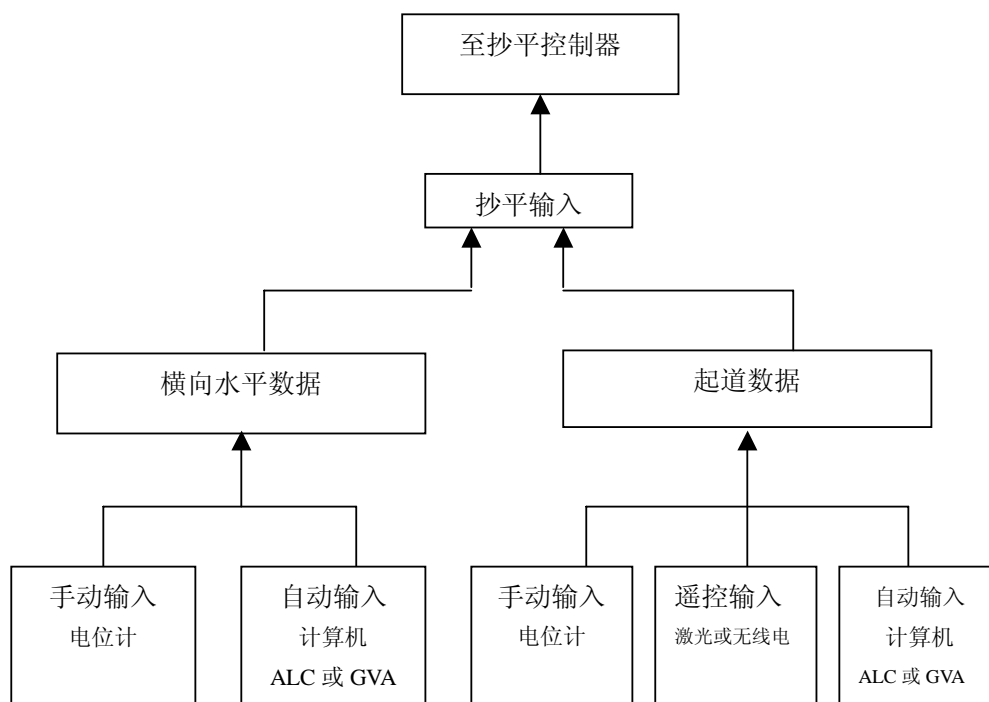 至抄平控制器
抄平输入
横向水平数据
起道数据
手动输入
电位计
自动输入
计算机
ALC 或 GVA
手动输入
电位计
遥控输入
激光或无线电
自动输入
计算机
ALC 或 GVA